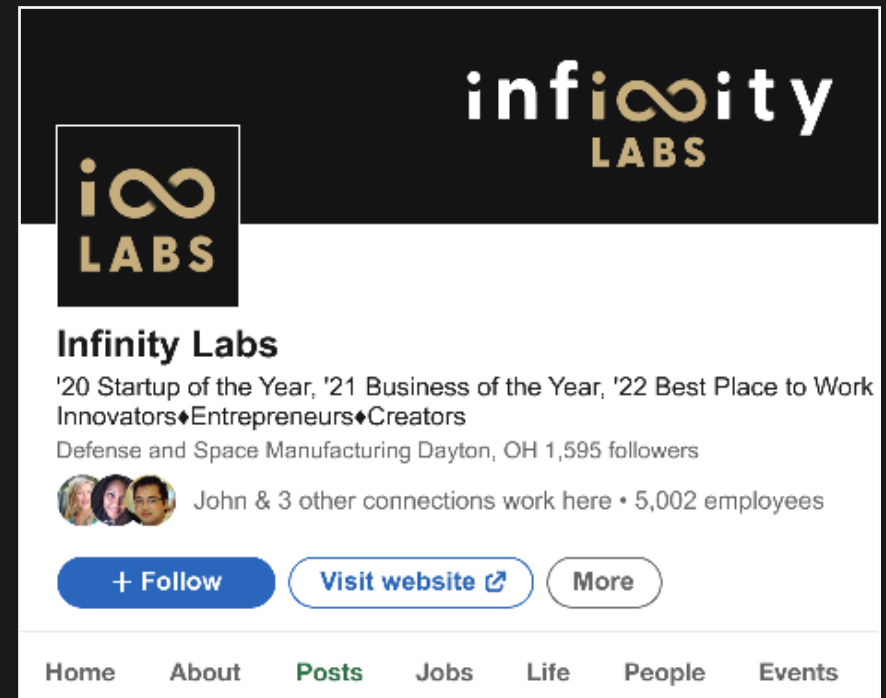 infinity
LABS
i∞
LABS
Infinity Labs
'20 Startup of the Year, '21 Business of the Year, '22 Best Place to Work
Innovators♦Entrepreneurs♦Creators
Defense and Space Manufacturing Dayton, OH 1,595 followers
John & 3 other connections work here • 5,002 employees
+ Follow Visit website More
Home About Posts Jobs Life People Events